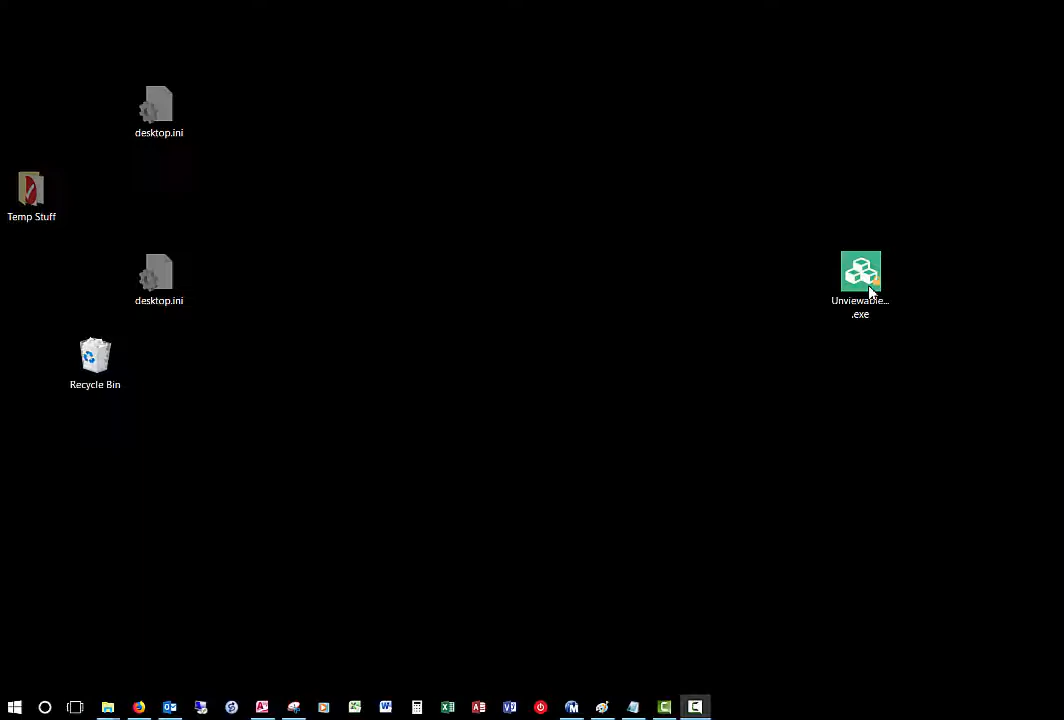 desktop.ini
Temp Stuff
desktop.ini
Unviewable...
.exe
Recycle Bin